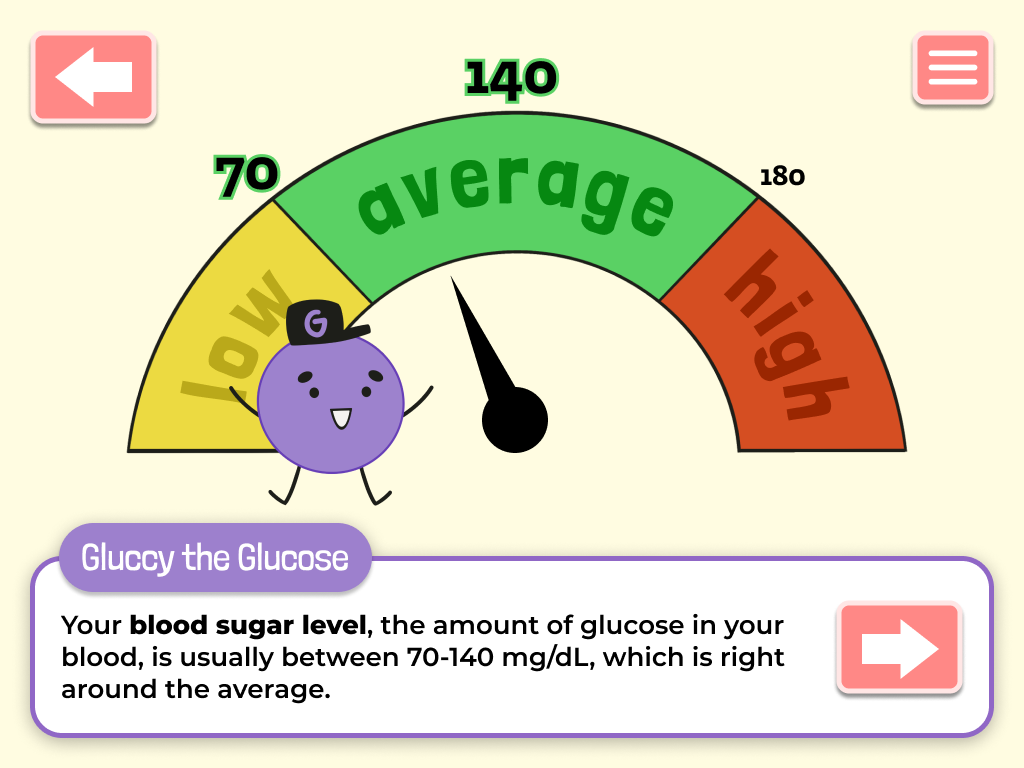 140
70
180
average
low
high
G
Gluccy the Glucose
Your blood sugar level, the amount of glucose in your
blood, is usually between 70-140 mg/dL, which is right
around the average.